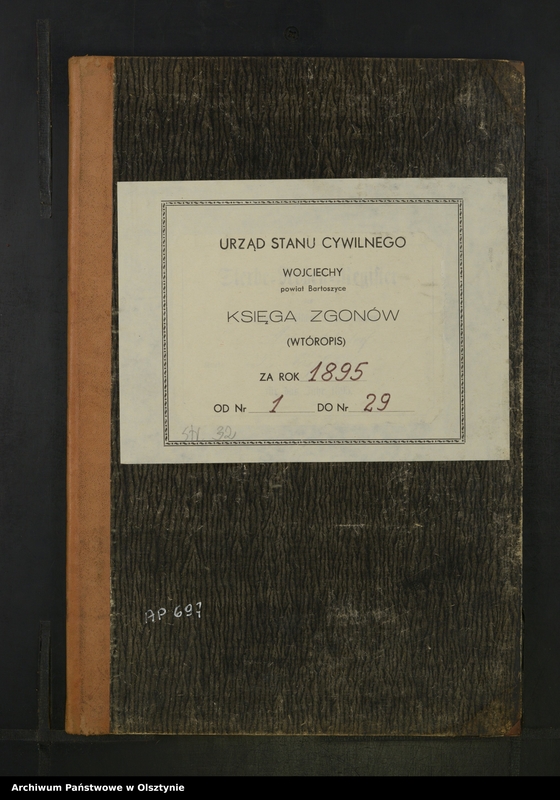 URZĄD STANU CYWILNEGO
WOJCIECHY
powiat Bartoszyce
KSIĘGA ZGONÓW
(WTÓROPIS)
ZA ROK 1895
OD Nr 1 DO Nr 29
32
AP 697
Archiwum Państwowe w Olsztynie